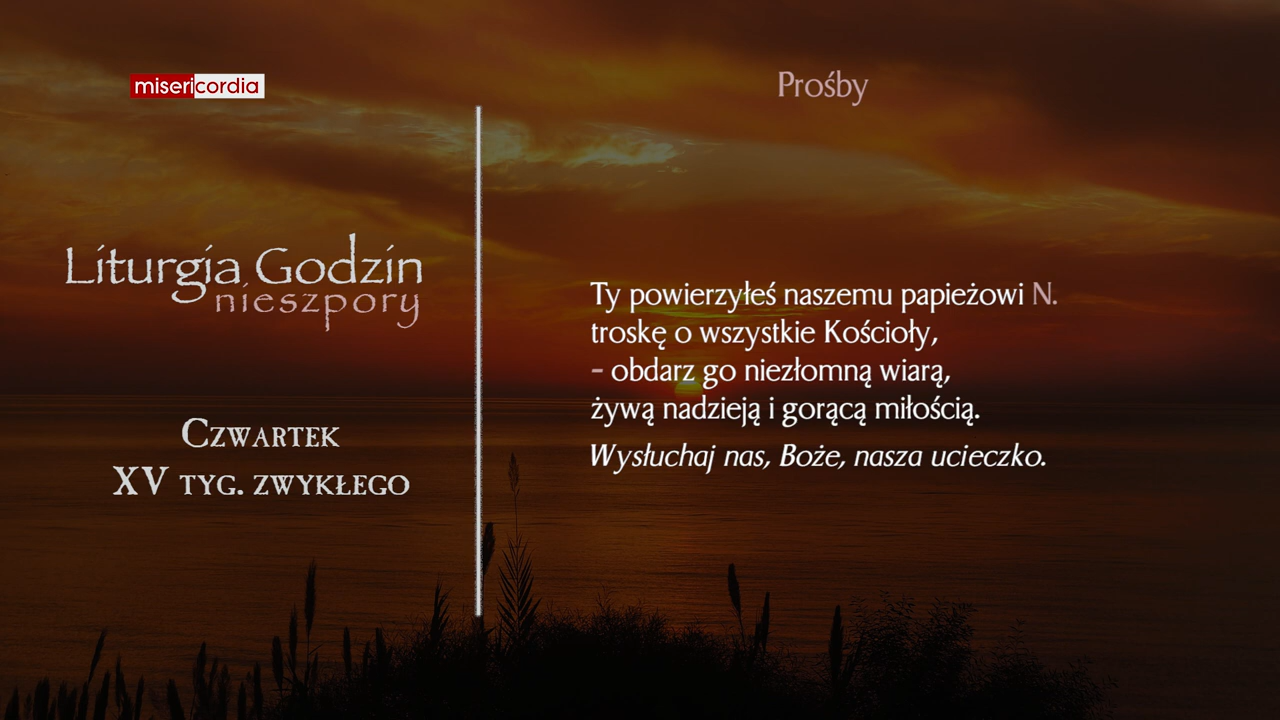 misericordia
Liturgia Godzin
nieszpory
Czwartek
XV tyg. zwykłego
Prośby
Ty powierzyłeś naszemu papieżowi N.
troskę o wszystkie Kościoły,
- obdarz go niezłomną wiarą,
żywą nadzieją i gorącą miłością.
Wysłuchaj nas, Boże, nasza ucieczko.